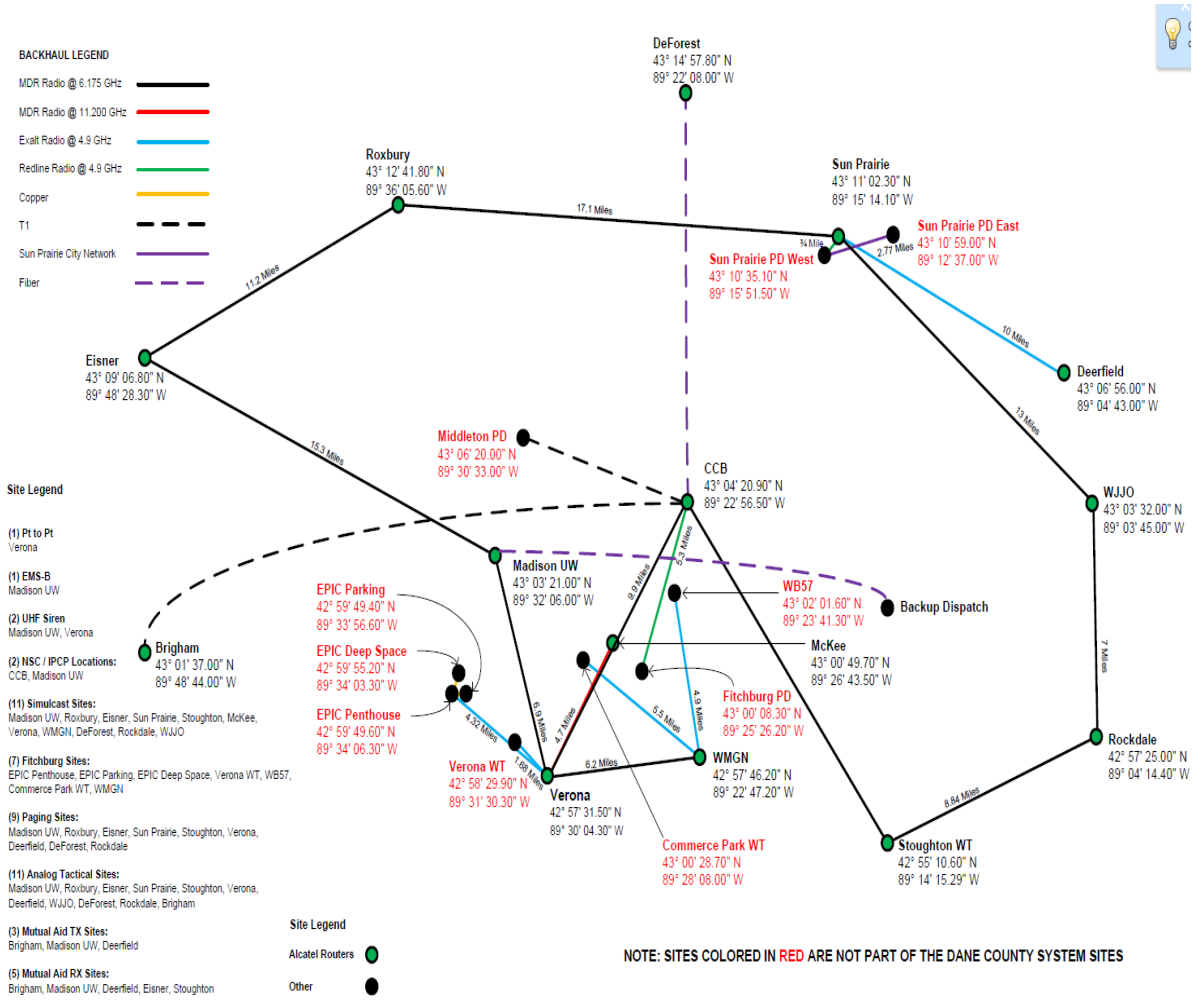 BACKHAUL LEGEND
MDR Radio @ 6.175 GHz
MDR Radio @ 11.200 GHz
Exalt Radio @ 4.9 GHz
Redline Radio @ 4.9 GHz
Copper
T1
Sun Prairie City Network
Fiber
DeForest
43° 14' 57.80" N
89° 22' 08.00" W
Roxbury
43° 12' 41.80" N
89° 36' 05.60" W
17.1 Miles
Sun Prairie
43° 11' 02.30" N
89° 15' 14.10" W
¾ Mile
2.77 Miles
Sun Prairie PD East
43° 10' 59.00" N
89° 12' 37.00" W
Sun Prairie PD West
43° 10' 35.10" N
89° 15' 51.50" W
11.2 Miles
10 Miles
Eisner
43° 09' 06.80" N
89° 48' 28.30" W
Deerfield
43° 06' 56.00" N
89° 04' 43.00" W
13 Miles
15.3 Miles
Middleton PD
43° 06' 20.00" N
89° 30' 33.00" W
CCB
43° 04' 20.90" N
89° 22' 56.50" W
WJJO
43° 03' 32.00" N
89° 03' 45.00" W
Site Legend
(1) Pt to Pt
Verona
(1) EMS-B
Madison UW
(2) UHF Siren
Madison UW, Verona
(2) NSC / IPCP Locations:
CCB, Madison UW
(11) Simulcast Sites:
Madison UW, Roxbury, Eisner, Sun Prairie, Stoughton, McKee,
Verona, WMGN, DeForest, Rockdale, WJJO
(7) Fitchburg Sites:
EPIC Penthouse, EPIC Parking, EPIC Deep Space, Verona WT, WB57,
Commerce Park WT, WMGN
(9) Paging Sites:
Madison UW, Roxbury, Eisner, Sun Prairie, Stoughton, Verona,
Deerfield, DeForest, Rockdale
(11) Analog Tactical Sites:
Madison UW, Roxbury, Eisner, Sun Prairie, Stoughton, Verona,
Deerfield, WJJO, DeForest, Rockdale, Brigham
(3) Mutual Aid TX Sites:
Brigham, Madison UW, Deerfield
(5) Mutual Aid RX Sites:
Brigham, Madison UW, Deerfield, Eisner, Stoughton
Madison UW
43° 03' 21.00" N
89° 32' 06.00" W
9.9 Miles
5.3 Miles
EPIC Parking
42° 59' 49.40" N
89° 33' 56.60" W
EPIC Deep Space
42° 59' 55.20" N
89° 34' 03.30" W
EPIC Penthouse
42° 59' 49.60" N
89° 34' 06.30" W
Brigham
43° 01' 37.00" N
89° 48' 44.00" W
WB57
43° 02' 01.60" N
89° 23' 41.30" W
Backup Dispatch
McKee
43° 00' 49.70" N
89° 26' 43.50" W
Fitchburg PD
43° 00' 08.30" N
89° 25' 26.20" W
7 Miles
4.32 Miles
6.9 Miles
4.7 Miles
5.5 Miles
4.9 Miles
1.68 Miles
6.2 Miles
Verona WT
42° 58' 29.90" N
89° 31' 30.30" W
Verona
42° 57' 31.50" N
89° 30' 04.30" W
WMGN
42° 57' 46.20" N
89° 22' 47.20" W
Rockdale
42° 57' 25.00" N
89° 04' 14.40" W
8.84 Miles
Commerce Park WT
43° 00' 28.70" N
89° 28' 08.00" W
Stoughton WT
42° 55' 10.60" N
89° 14' 15.29" W
Site Legend
Alcatel Routers
Other
NOTE: SITES COLORED IN RED ARE NOT PART OF THE DANE COUNTY SYSTEM SITES